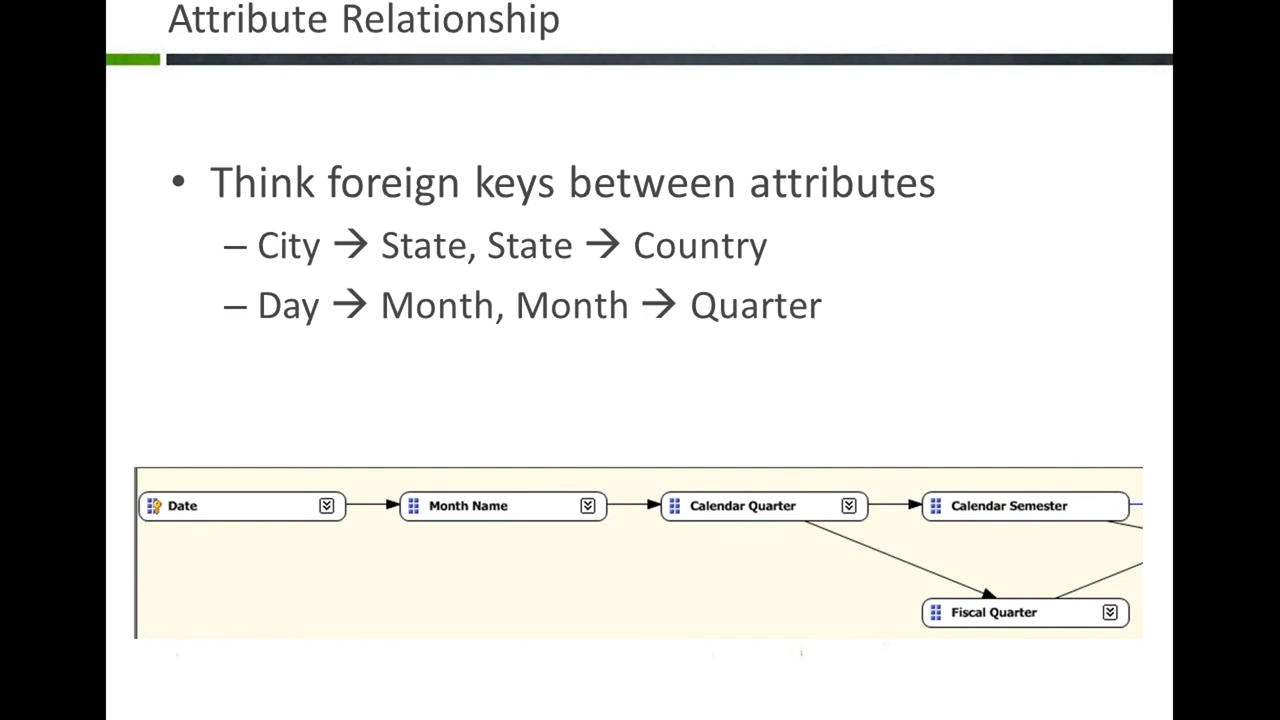 Attribute Relationship
• Think foreign keys between attributes
– City → State, State → Country
– Day → Month, Month → Quarter
Date Month Name Calendar Quarter Calendar Semester
Fiscal Quarter